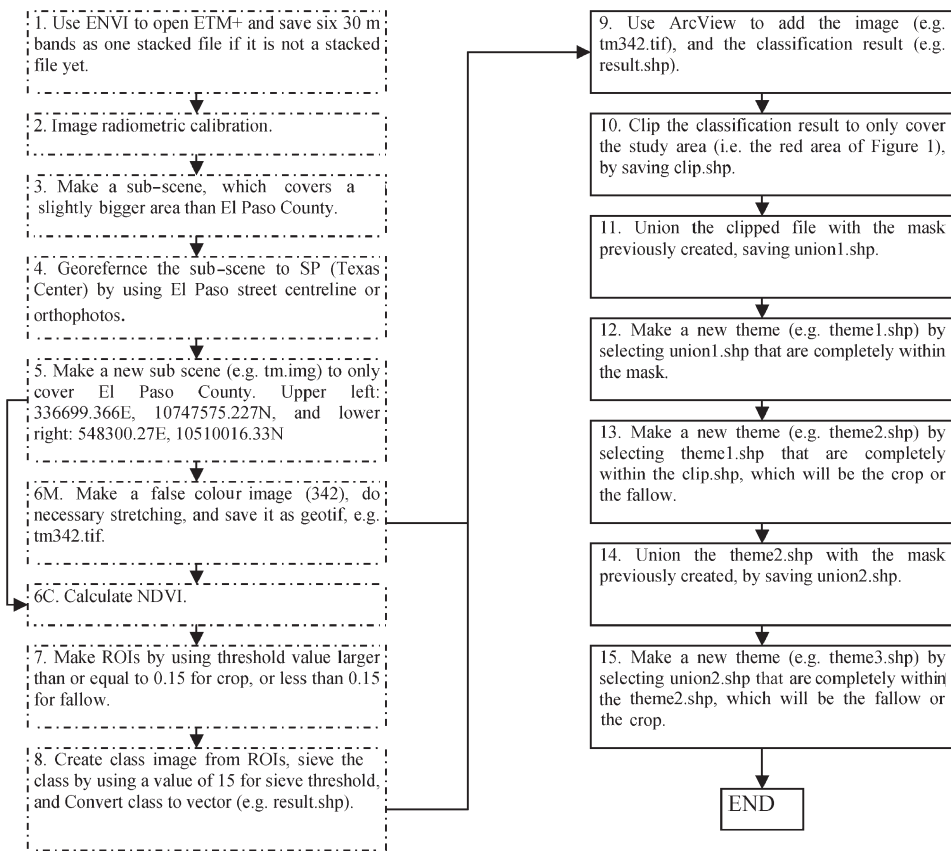 1. Use ENVI to open ETM+ and save six 30 m
bands as one stacked file if it is not a stacked
file yet.
2. Image radiometric calibration.
3. Make a sub-scene, which covers a
slightly bigger area than El Paso County.
4. Georefernce the sub-scene to SP (Texas
Center) by using El Paso street centreline or
orthophotos.
5. Make a new sub scene (e.g. tm.img) to only
cover El Paso County. Upper left:
336699.366E, 10747575.227N, and lower
right: 548300.27E, 10510016.33N
6M. Make a false colour image (342), do
necessary stretching, and save it as geotif, e.g.
tm342.tif.
6C. Calculate NDVI.
7. Make ROIs by using threshold value larger
than or equal to 0.15 for crop, or less than 0.15
for fallow.
8. Create class image from ROIs, sieve the
class by using a value of 15 for sieve threshold,
and Convert class to vector (e.g. result.shp).
9. Use ArcView to add the image (e.g.
tm342.tif), and the classification result (e.g.
result.shp).
10. Clip the classification result to only cover
the study area (i.e. the red area of Figure 1),
by saving clip.shp.
11. Union the clipped file with the mask
previously created, saving union1.shp.
12. Make a new theme (e.g. theme1.shp) by
selecting union1.shp that are completely within
the mask.
13. Make a new theme (e.g. theme2.shp) by
selecting theme1.shp that are completely
within the clip.shp, which will be the crop or
the fallow.
14. Union the theme2.shp with the mask
previously created, by saving union2.shp.
15. Make a new theme (e.g. theme3.shp) by
selecting union2.shp that are completely within
the theme2.shp, which will be the fallow or
the crop.
END